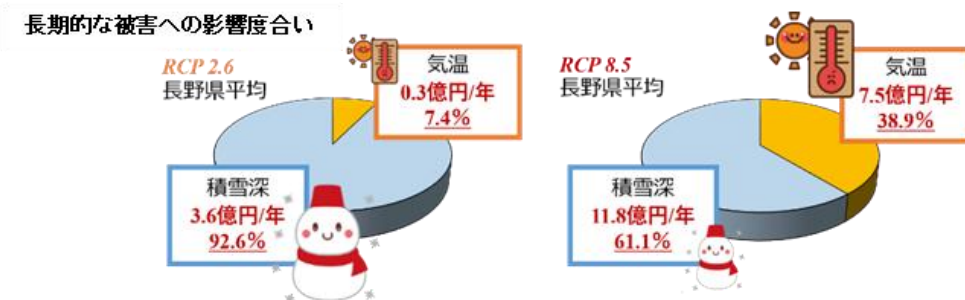 長期的な被害への影響度合い
RCP 2.6
長野県平均
気温
0.3億円/年
7.4%
積雪深
3.6億円/年
92.6%
RCP 8.5
長野県平均
気温
7.5億円/年
38.9%
積雪深
11.8億円/年
61.1%